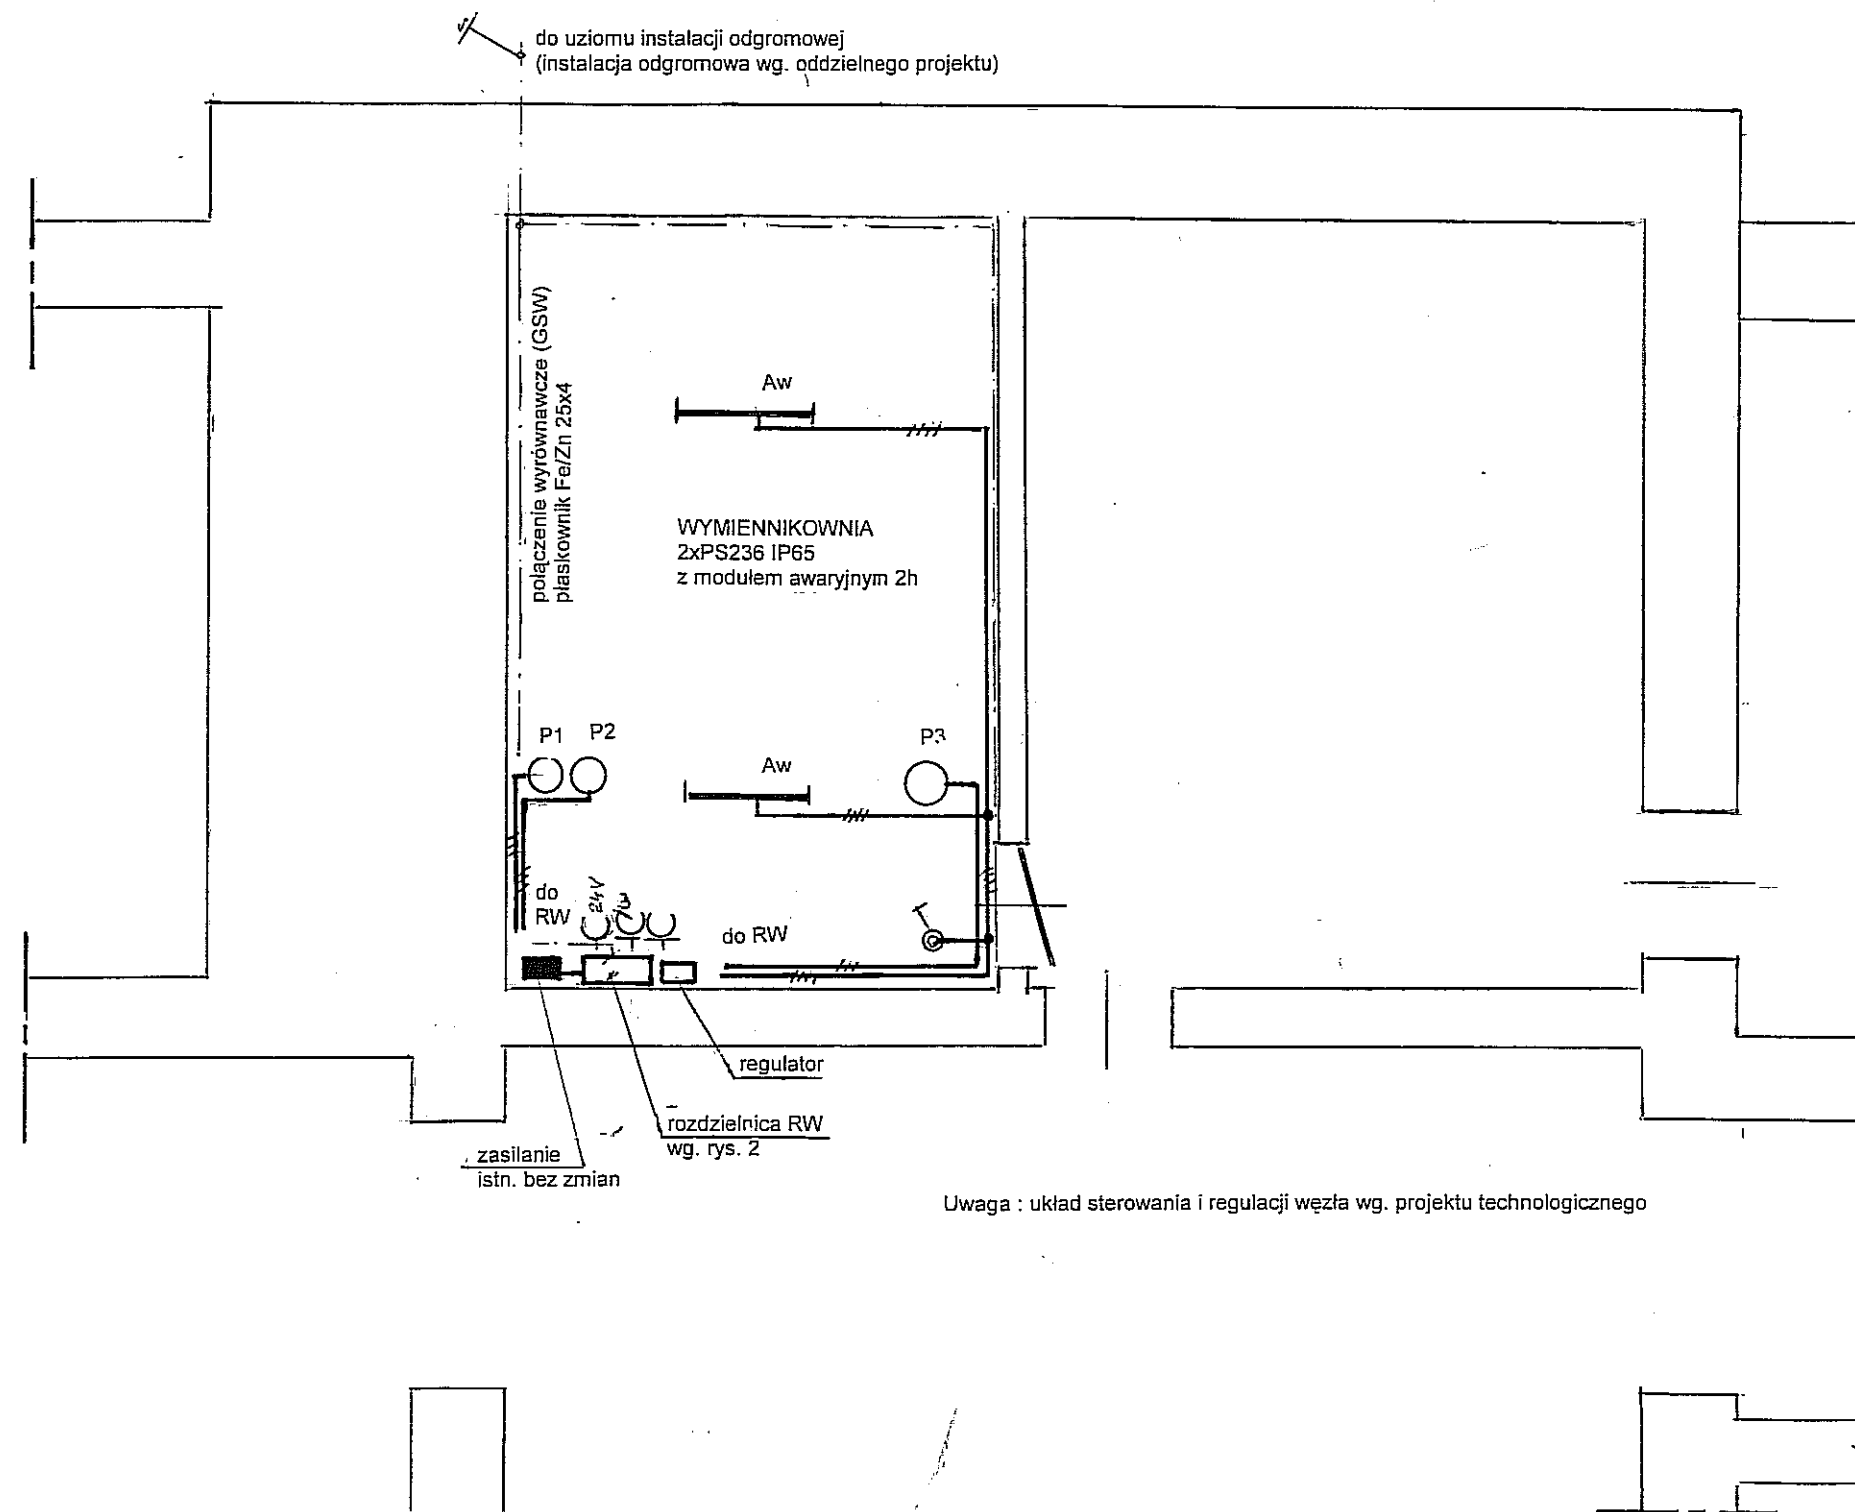 do uziomu instalacji odgromowej
(instalacja odgromowa wg. oddzielnego projektu)
połączenie wyrównawcze (GSW)
płaskownik Fe/Zn 25x4
Aw
WYMIENNIKOWNIA
2xPS236 IP65
z modułem awaryjnym 2h
P1
P2
Aw
P3
do
RW
24V
do RW
regulator
rozdzielnica RW
wg. rys. 2
zasilanie
istn. bez zmian
Uwaga : układ sterowania i regulacji węzła wg. projektu technologicznego